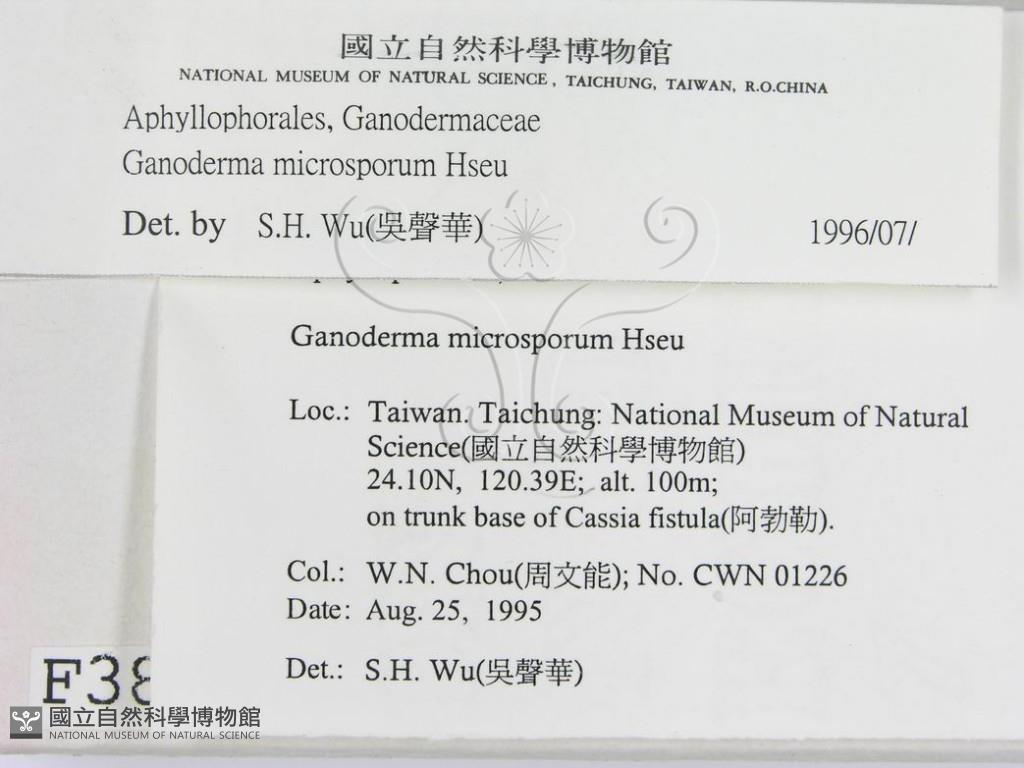 國立自然科學博物館
NATIONAL MUSEUM OF NATURAL SCIENCE, TAICHUNG, TAIWAN, R.O.CHINA
Aphyllophorales, Ganodermaceae
Ganoderma microsporum Hseu
Det. by S.H. Wu(吳聲華) 1996/07/
Ganoderma microsporum Hseu
Loc.: Taiwan. Taichung: National Museum of Natural
Science(國立自然科學博物館)
24.10N, 120.39E; alt. 100m;
on trunk base of Cassia fistula(阿勃勒).
Col.: W.N. Chou(周文能); No. CWN 01226
Date: Aug. 25, 1995
Det.: S.H. Wu(吳聲華)
F38
國立自然科學博物館
NATIONAL MUSEUM OF NATURAL SCIENCE